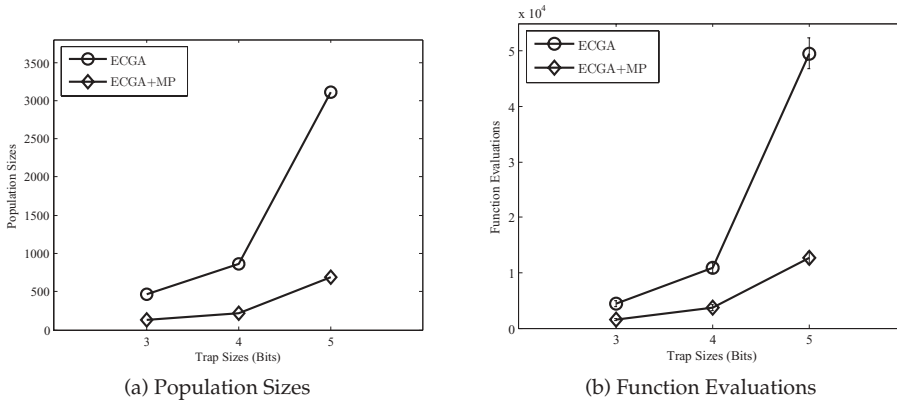 ECGA
ECGA+MP
3500
3000
2500
2000
1500
1000
500
0
Population Sizes
3 4 5
Trap Sizes (Bits)
(a) Population Sizes
x 10^4
ECGA
ECGA+MP
5
4
3
2
1
0
Function Evaluations
3 4 5
Trap Sizes (Bits)
(b) Function Evaluations